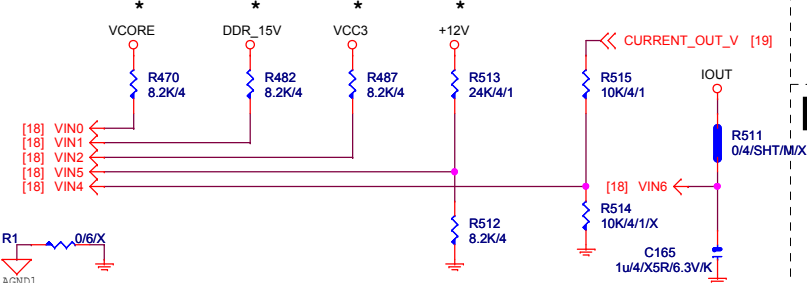 * * * *
VCORE DDR_15V VCC3 +12V
CURRENT_OUT_V [19]
IOUT
R470
8.2K/4
R482
8.2K/4
R487
8.2K/4
R513
24K/4/1
R515
10K/4/1
R511
0/4/SHT/M/X
[18] VIN0
[18] VIN1
[18] VIN2
[18] VIN5
[18] VIN4
[18] VIN6
R512
8.2K/4
R514
10K/4/1/X
R1 0/6/X
C165
1u/4/X5R/6.3V/K
AGND1